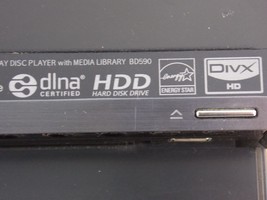 AY DISC PLAYER with MEDIA LIBRARY BD590
e dlna® HDD DIVX
CERTIFIED HARD DISK DRIVE ENERGY STAR HD